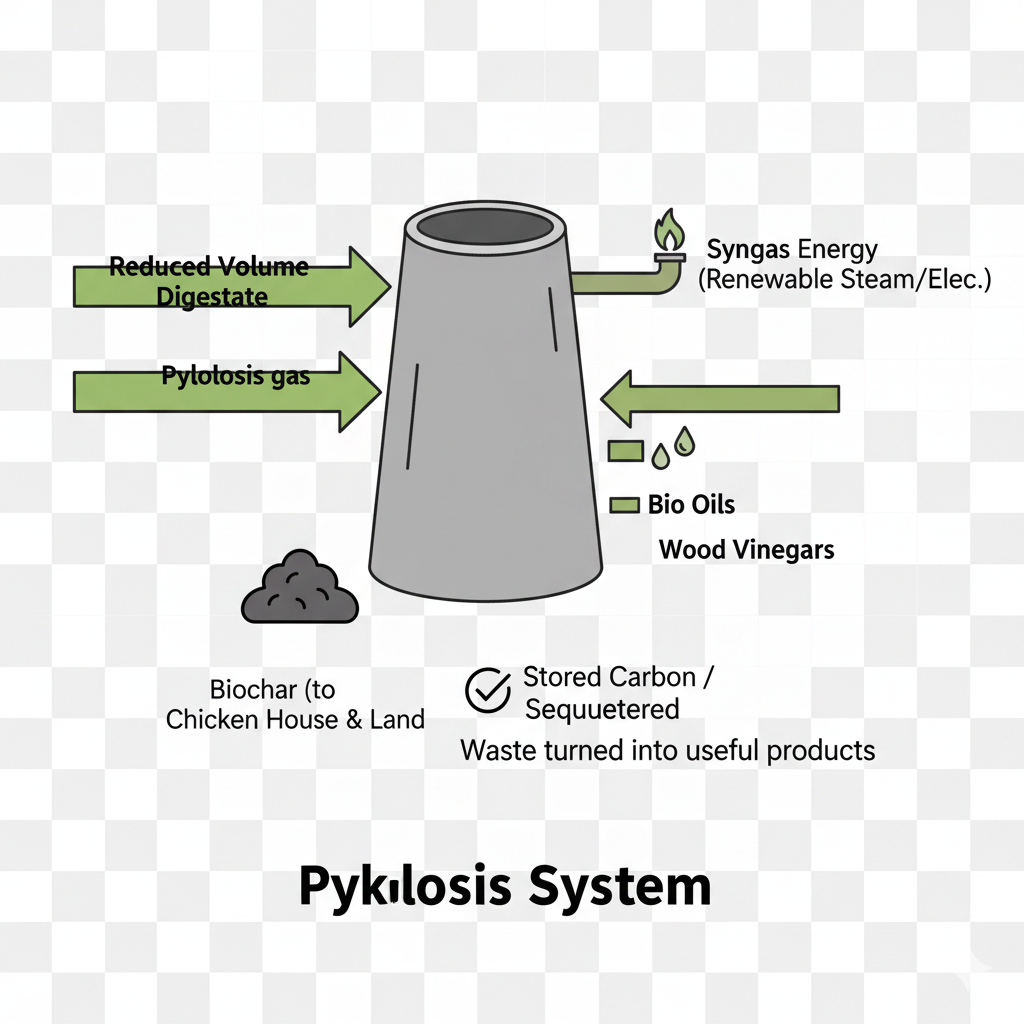 Reduced Volume
Digestate
Syngas Energy
(Renewable Steam/Elec.)
Pylolosis gas
Bio Oils
Wood Vinegars
Biochar (to
Chicken House & Land
Stored Carbon /
Sequuetered
Waste turned into useful products
Pykılosis System